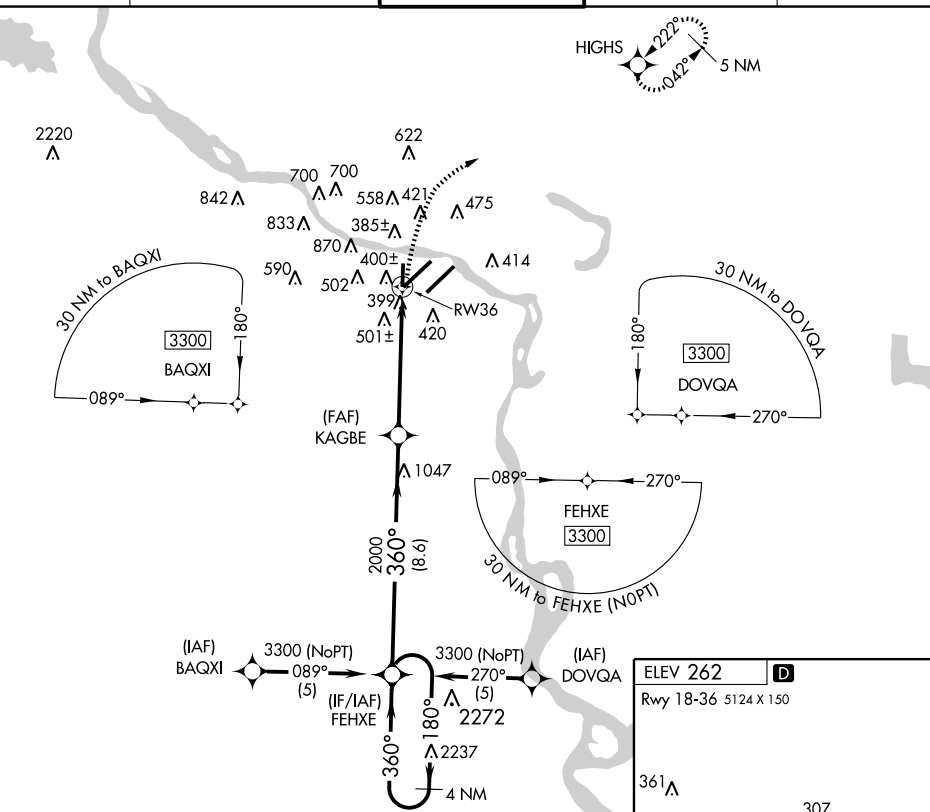 HIGHS
222°
042°
5 NM
2220
622
700
700
842
558
421
475
833
385±
870
400±
414
590
502
399
RW36
501±
420
30 NM to BAQXI
180°
3300
BAQXI
089°
30 NM to DOVQA
180°
3300
DOVQA
270°
(FAF)
KAGBE
1047
089°
270°
FEHXE
3300
30 NM to FEHXE (N0PT)
2000
360°
(8.6)
(IAF)
BAQXI
3300 (NoPT)
089°
(5)
3300 (NoPT)
270°
(5)
(IAF)
DOVQA
(IF/IAF)
FEHXE
2272
180°
360°
2237
4 NM
ELEV 262
D
Rwy 18-36 5124 X 150
361
307